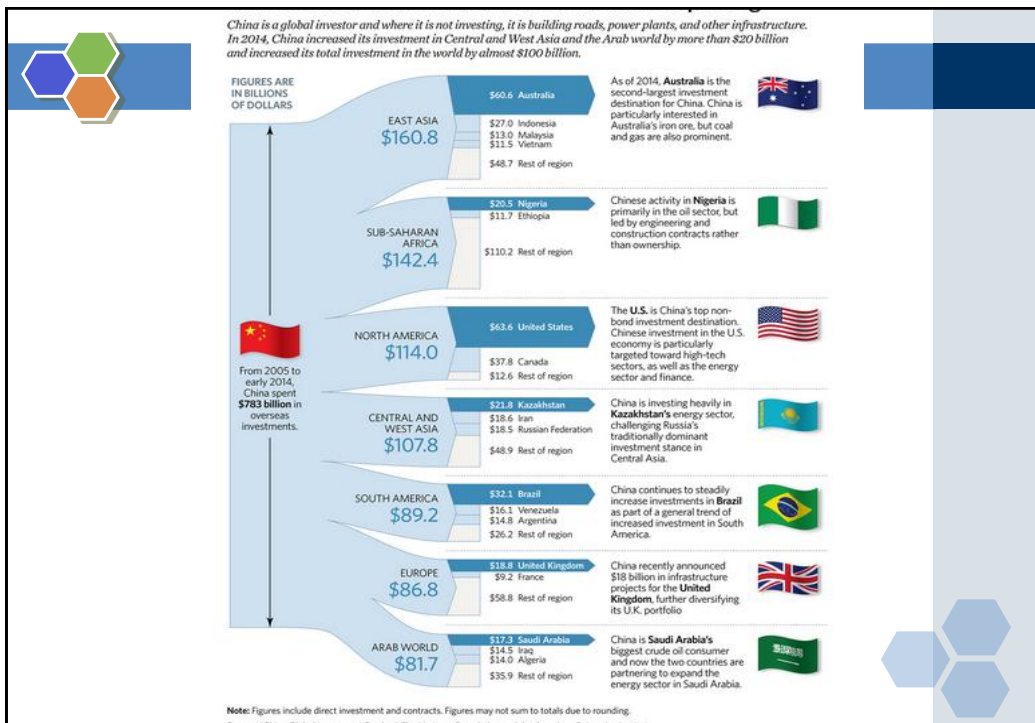 China is a global investor and where it is not investing, it is building roads, power plants, and other infrastructure.
In 2014, China increased its investment in Central and West Asia and the Arab world by more than $20 billion
and increased its total investment in the world by almost $100 billion.
FIGURES ARE
IN BILLIONS
OF DOLLARS
From 2005 to
early 2014,
China spent
$783 billion in
overseas
investments.
EAST ASIA
$160.8
$60.6 Australia
$27.0 Indonesia
$13.0 Malaysia
$11.5 Vietnam
$48.7 Rest of region
As of 2014, Australia is the
second-largest investment
destination for China. China is
particularly interested in
Australia's iron ore, but coal
and gas are also prominent.
SUB-SAHARAN
AFRICA
$142.4
$20.5 Nigeria
$11.7 Ethiopia
$110.2 Rest of region
Chinese activity in Nigeria is
primarily in the oil sector, but
led by engineering and
construction contracts rather
than ownership.
NORTH AMERICA
$114.0
$63.6 United States
$37.8 Canada
$12.6 Rest of region
The U.S. is China's top non-
bond investment destination.
Chinese investment in the U.S.
economy is particularly
targeted toward high-tech
sectors, as well as the energy
sector and finance.
CENTRAL AND
WEST ASIA
$107.8
$21.8 Kazakhstan
$18.6 Iran
$18.5 Russian Federation
$48.9 Rest of region
China is investing heavily in
Kazakhstan's energy sector,
challenging Russia's
traditionally dominant
investment stance in
Central Asia.
SOUTH AMERICA
$89.2
$32.1 Brazil
$16.1 Venezuela
$14.8 Argentina
$26.2 Rest of region
China continues to steadily
increase investments in Brazil
as part of a general trend of
increased investment in South
America.
EUROPE
$86.8
$18.8 United Kingdom
$9.2 France
$58.8 Rest of region
China recently announced
$18 billion in infrastructure
projects for the United
Kingdom, further diversifying
its U.K. portfolio
ARAB WORLD
$81.7
$17.3 Saudi Arabia
$14.5 Iraq
$14.0 Algeria
$35.9 Rest of region
China is Saudi Arabia's
biggest crude oil consumer
and now the two countries are
partnering to expand the
energy sector in Saudi Arabia.
Note: Figures include direct investment and contracts. Figures may not sum to totals due to rounding.